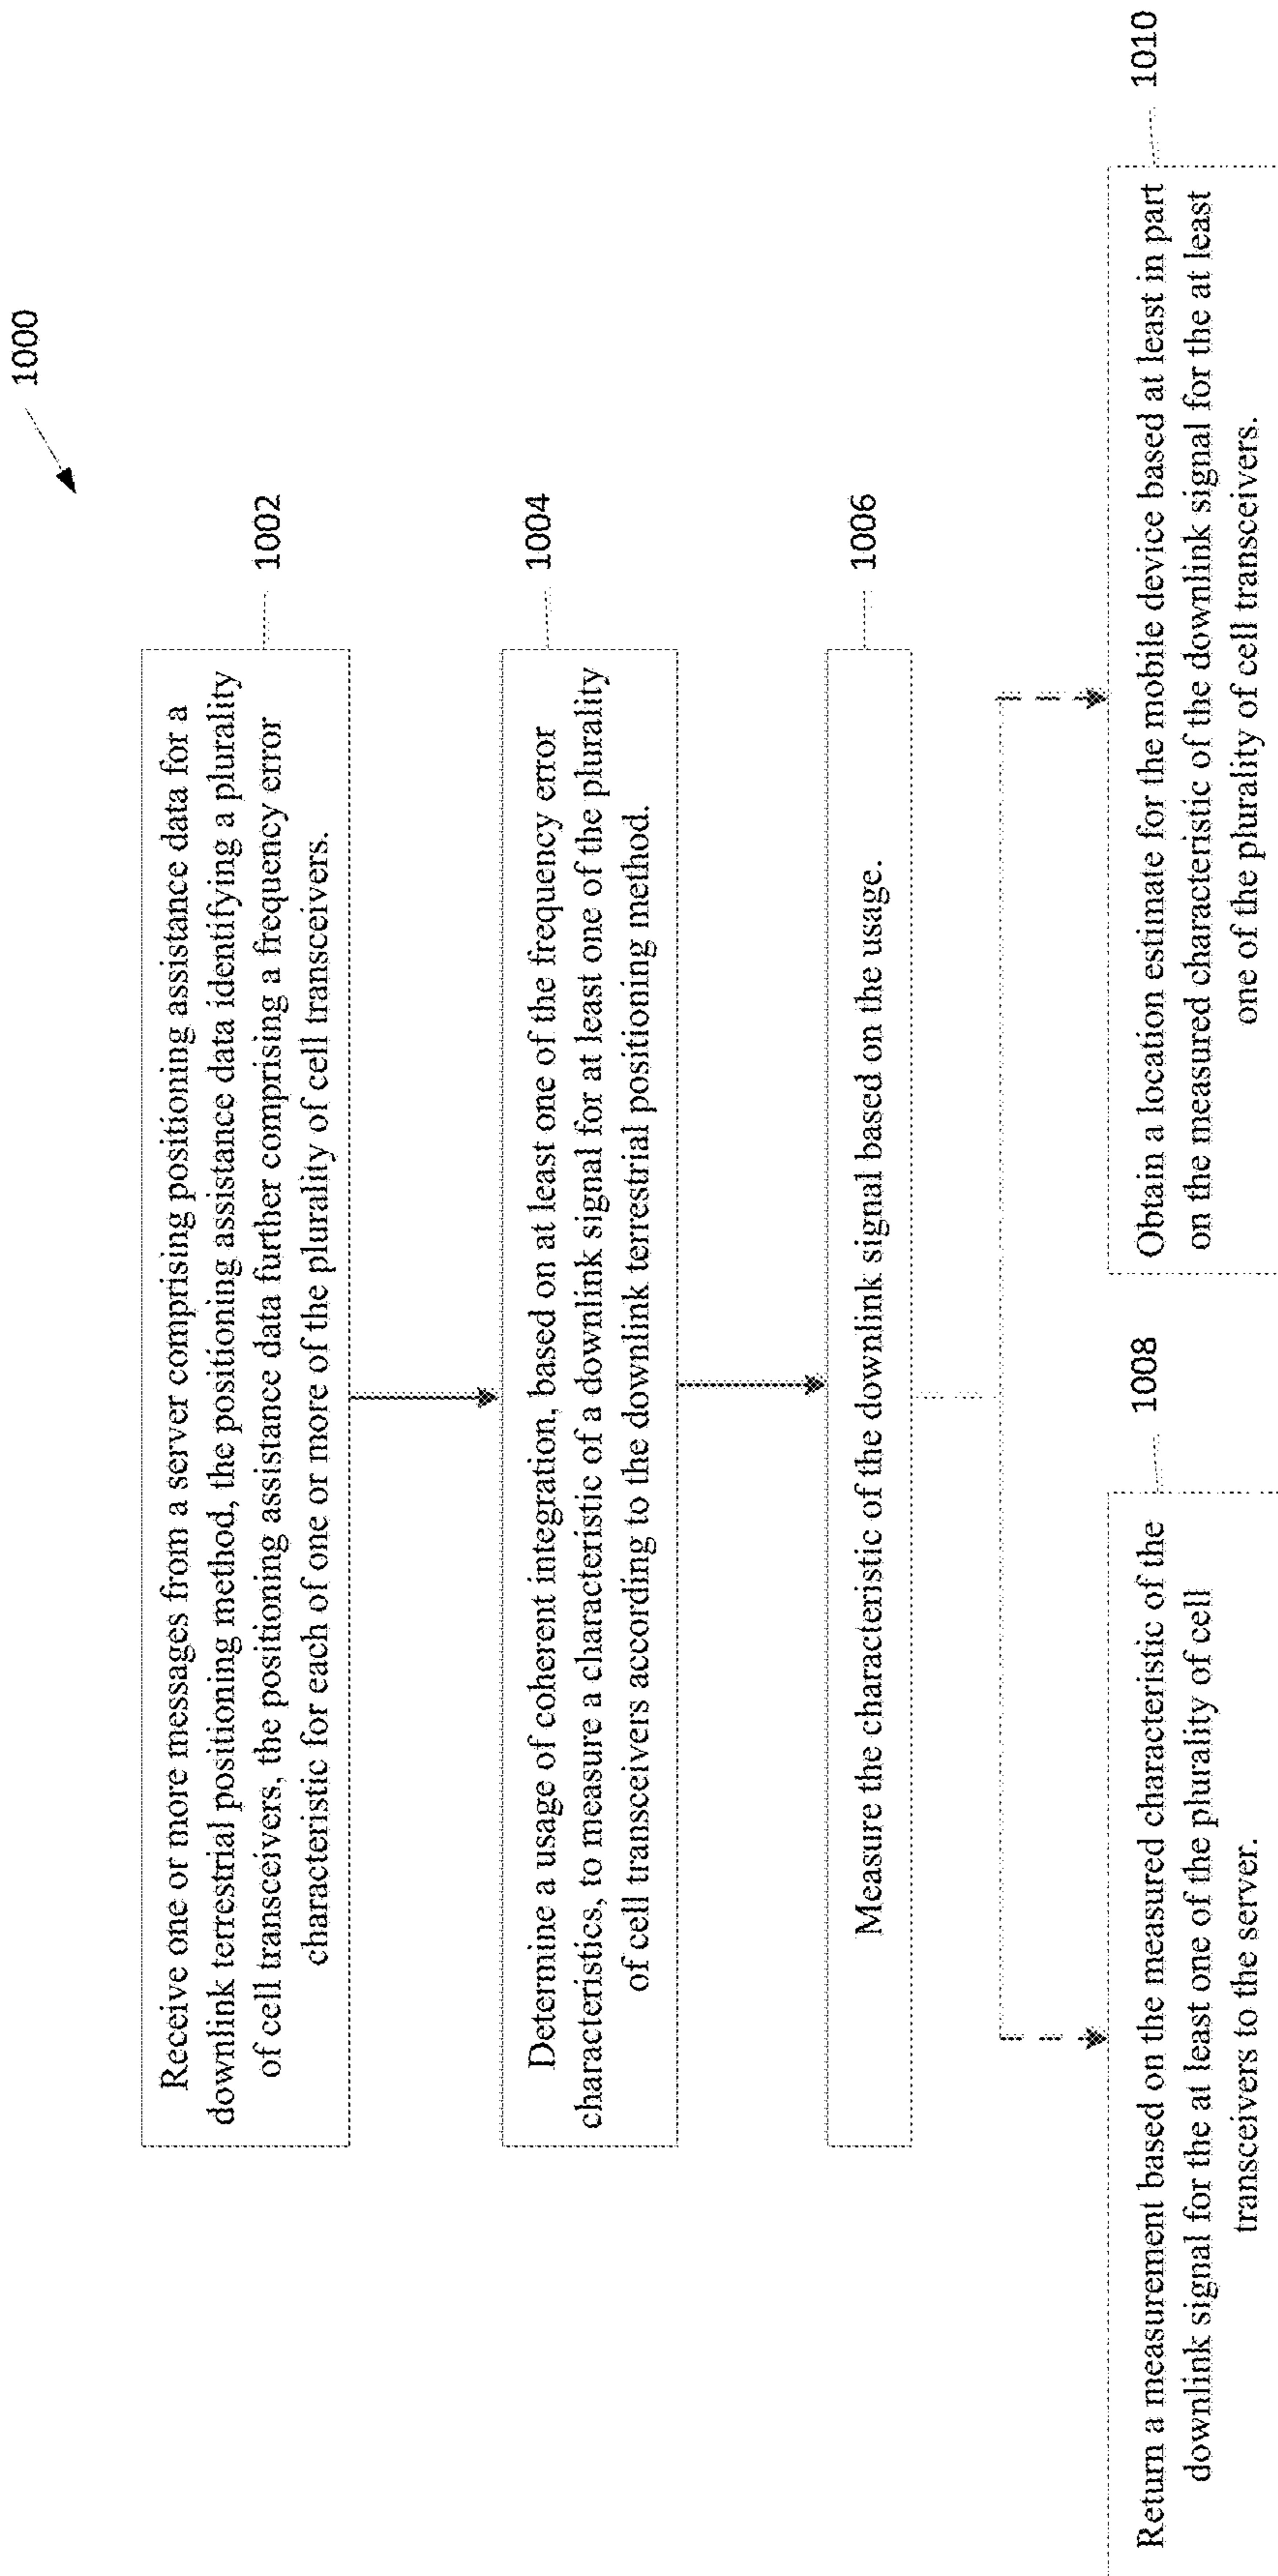 1000
Receive one or more messages from a server comprising positioning assistance data for a
downlink terrestrial positioning method, the positioning assistance data identifying a plurality
of cell transceivers, the positioning assistance data further comprising a frequency error
characteristic for each of one or more of the plurality of cell transceivers.
1002
Determine a usage of coherent integration, based on at least one of the frequency error
characteristics, to measure a characteristic of a downlink signal for at least one of the plurality
of cell transceivers according to the downlink terrestrial positioning method.
1004
Measure the characteristic of the downlink signal based on the usage.
1006
Return a measurement based on the measured characteristic of the
downlink signal for the at least one of the plurality of cell
transceivers to the server.
1008
Obtain a location estimate for the mobile device based at least in part
on the measured characteristic of the downlink signal for the at least
one of the plurality of cell transceivers.
1010